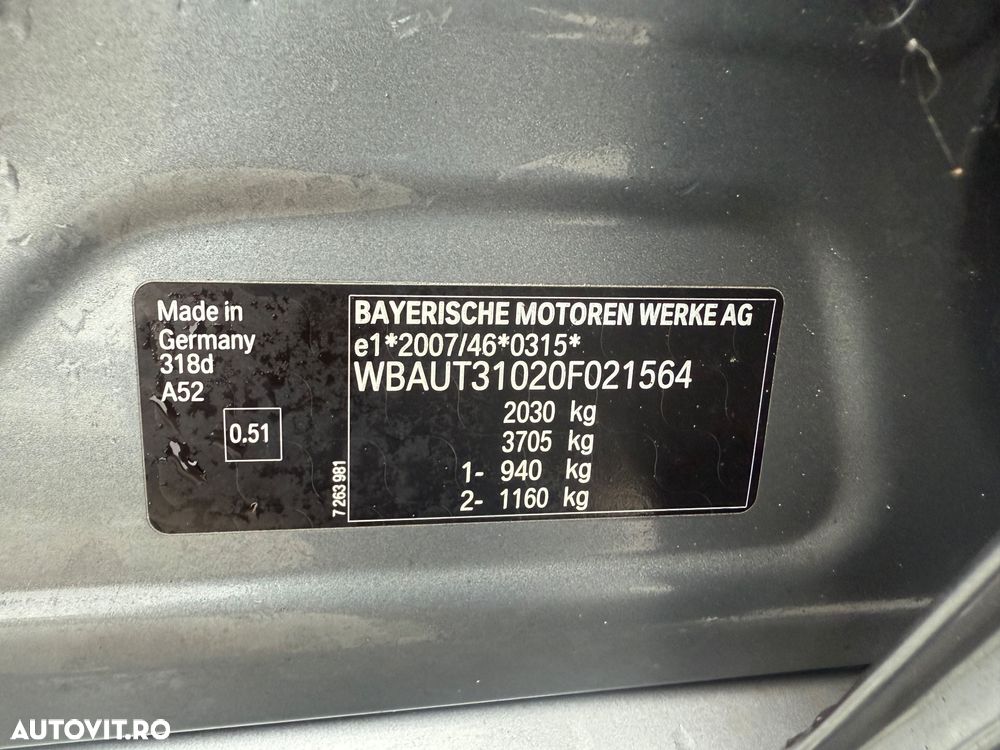 Made in
Germany
318d
A52
0.51
7 263 981
BAYERISCHE MOTOREN WERKE AG
e1*2007/46*0315*
WBAUT31020F021564
2030 kg
3705 kg
1- 940 kg
2- 1160 kg
AUTOVIT.RO